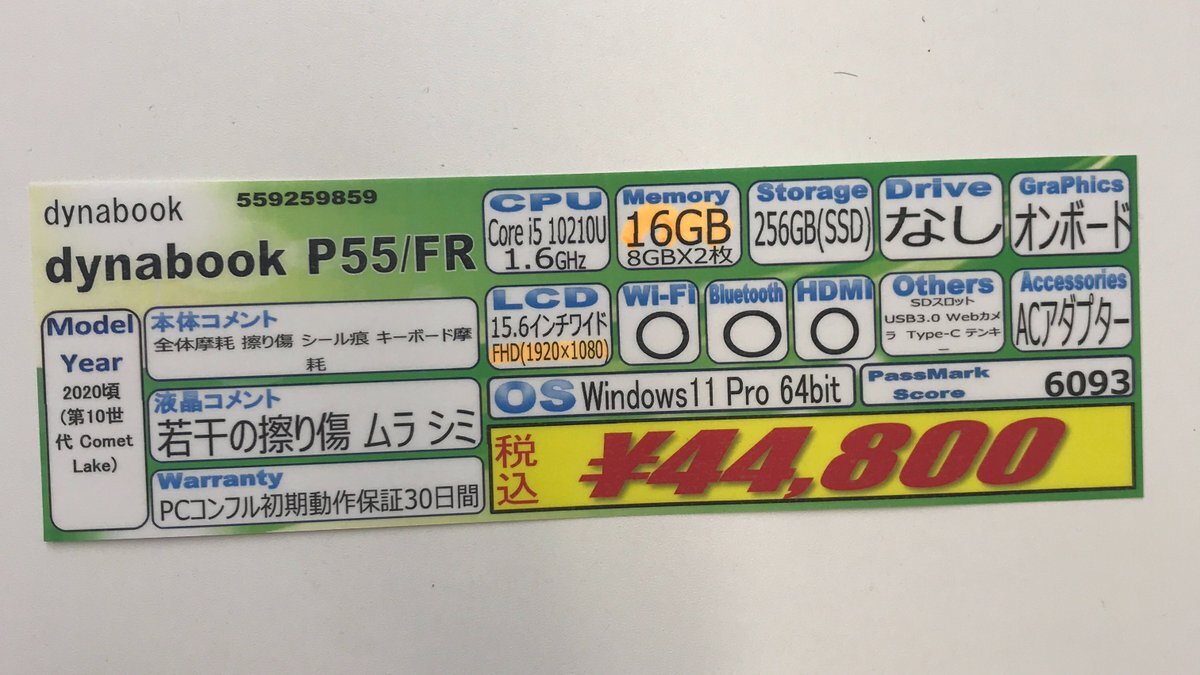 dynabook
559259859
dynabook P55/FR
Model
Year
2020頃
(第10世
代 Comet
Lake)
本体コメント
全体摩耗 擦り傷 シール痕 キーボード摩
耗
液晶コメント
若干の擦り傷 ムラ シミ
Warranty
PCコンフル初期動作保証30日間
CPU
Core i5 10210U
1.6GHz
Memory
16GB
8GBX2枚
Storage
256GB(SSD)
Drive
なし
GraPhics
オンボード
LCD
15.6インチワイド
FHD(1920×1080)
Wi-Fi
○
Bluetooth
○
HDMI
○
Others
SDスロット
USB3.0 Webカメ
ラ Type-C テンキ
ー
Accessories
ACアダプター
OS Windows11 Pro 64bit
PassMark
Score
6093
税
込
¥44,800